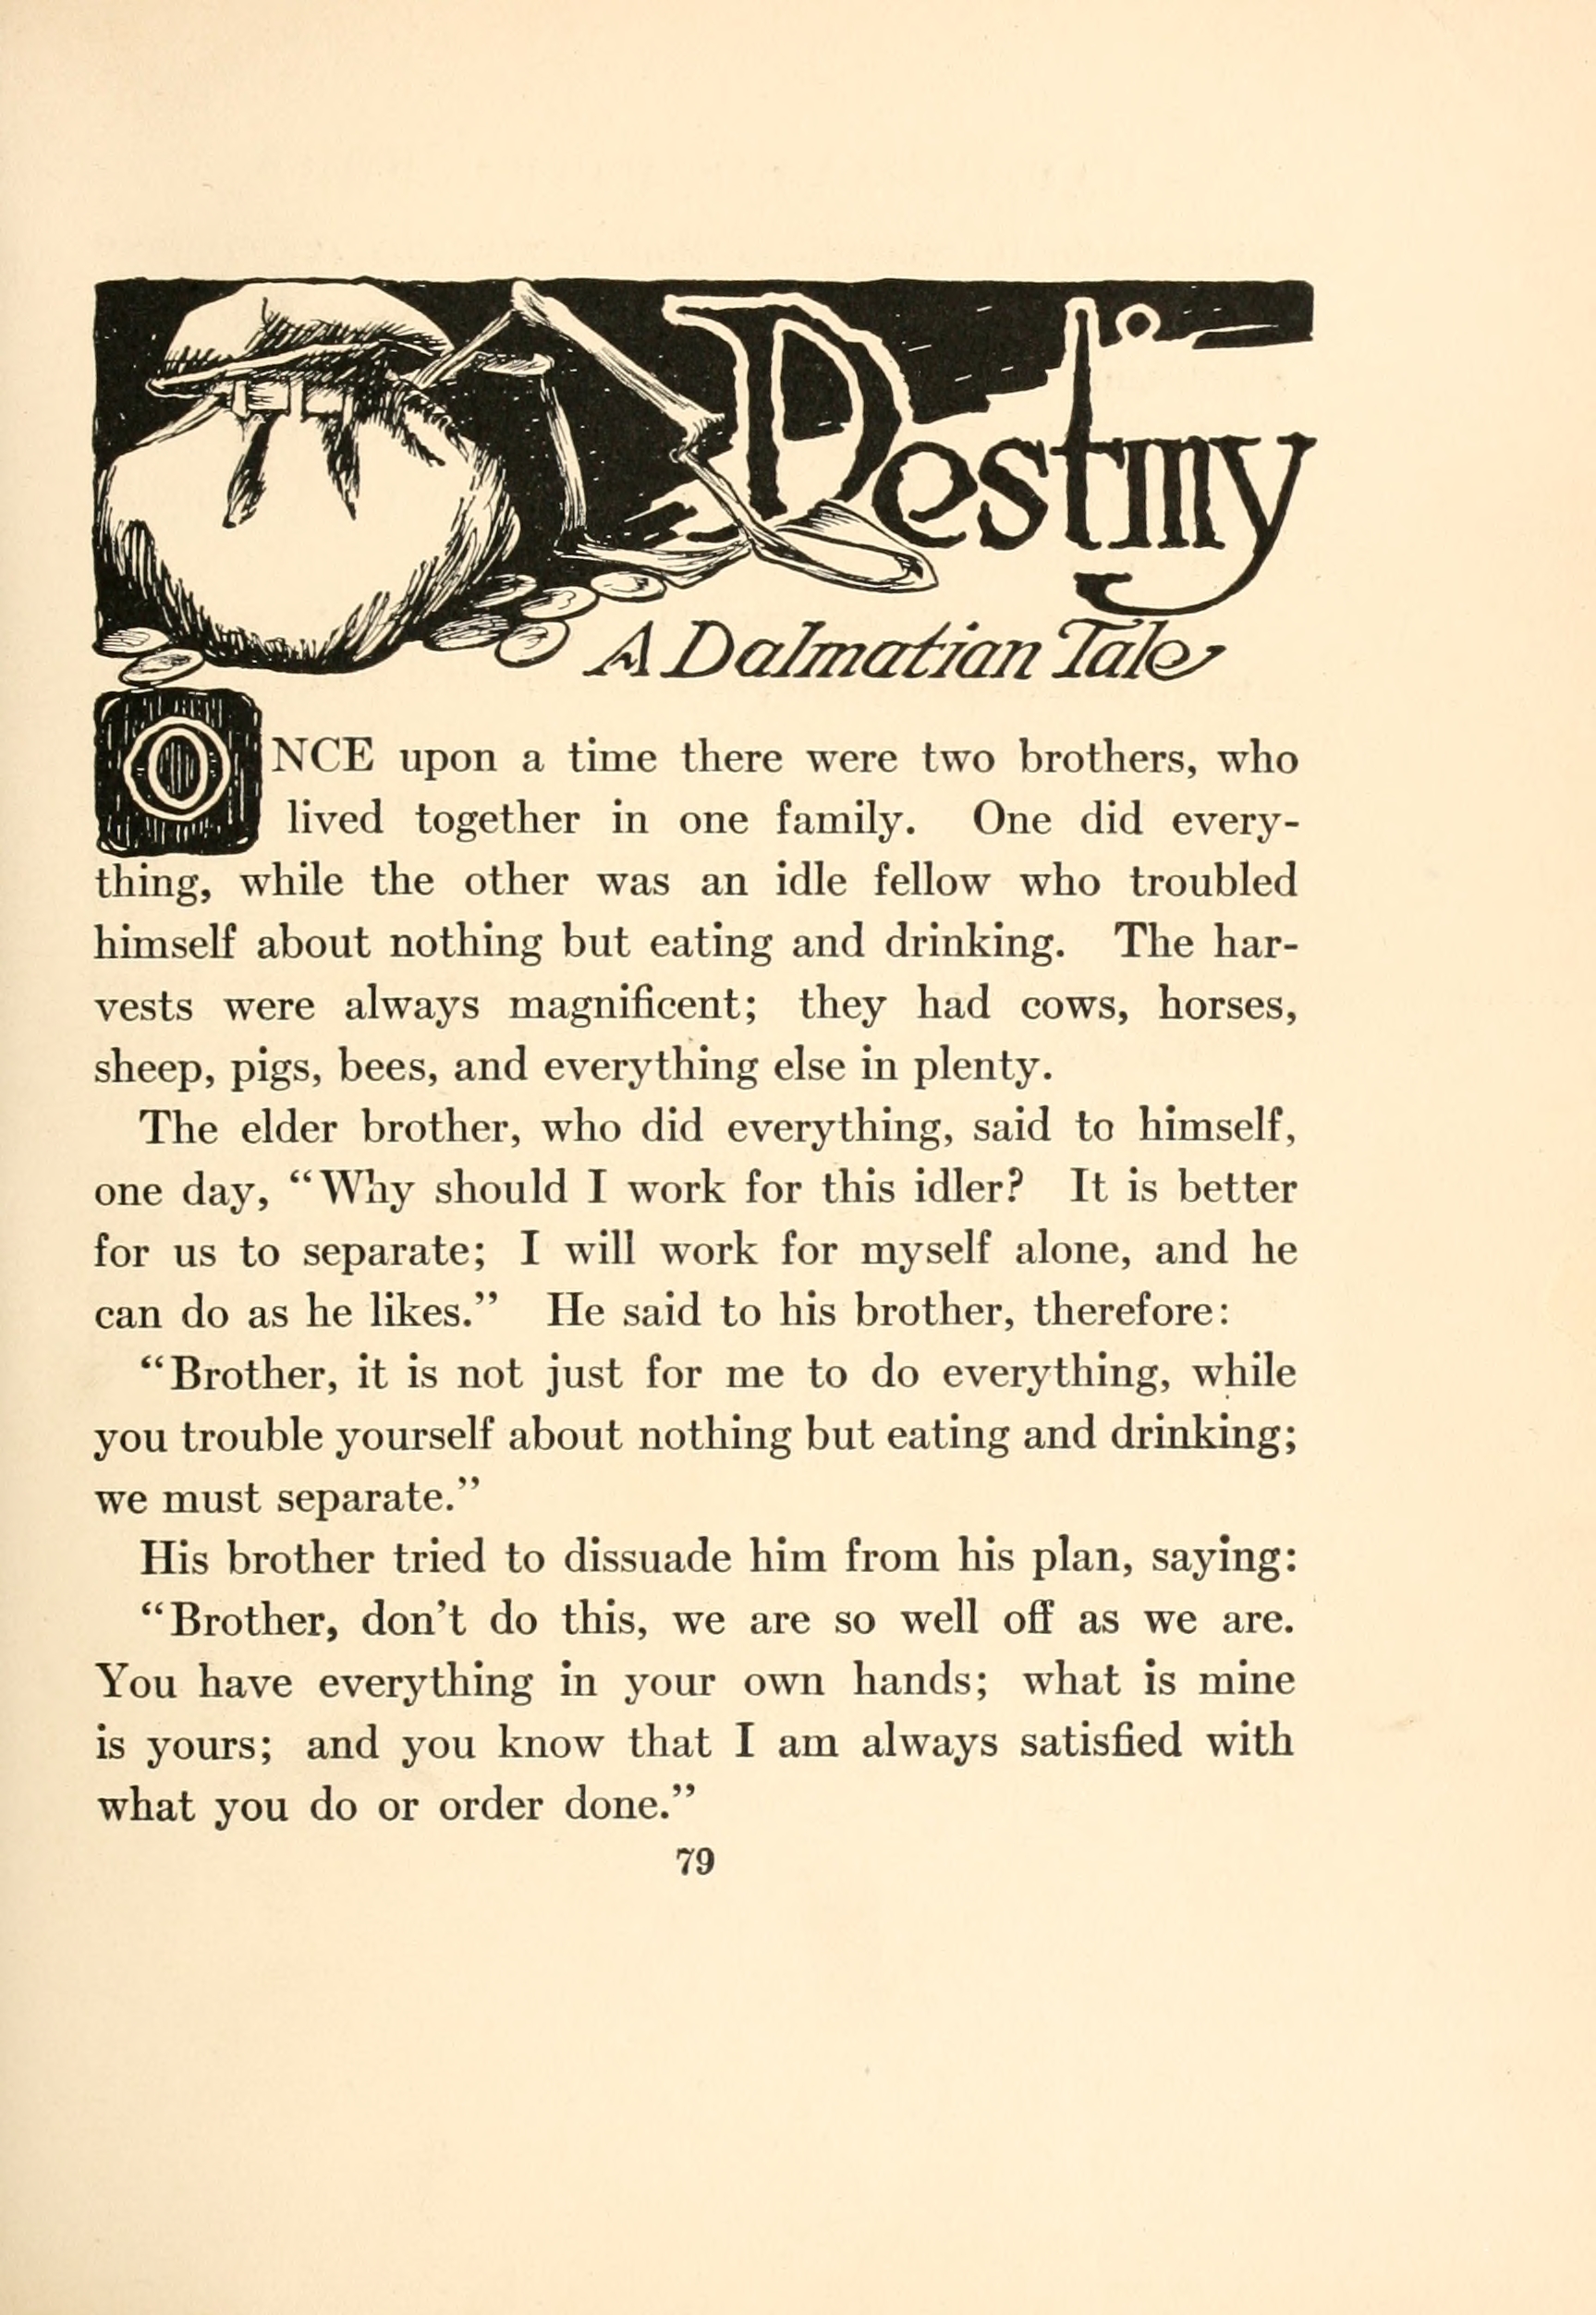 Destiny
A Dalmatian Tale
ONCE upon a time there were two brothers, who
lived together in one family. One did every-
thing, while the other was an idle fellow who troubled
himself about nothing but eating and drinking. The har-
vests were always magnificent; they had cows, horses,
sheep, pigs, bees, and everything else in plenty.
The elder brother, who did everything, said to himself,
one day, “Why should I work for this idler? It is better
for us to separate; I will work for myself alone, and he
can do as he likes.” He said to his brother, therefore:
“Brother, it is not just for me to do everything, while
you trouble yourself about nothing but eating and drinking;
we must separate.”
His brother tried to dissuade him from his plan, saying:
“Brother, don’t do this, we are so well off as we are.
You have everything in your own hands; what is mine
is yours; and you know that I am always satisfied with
what you do or order done.”
79